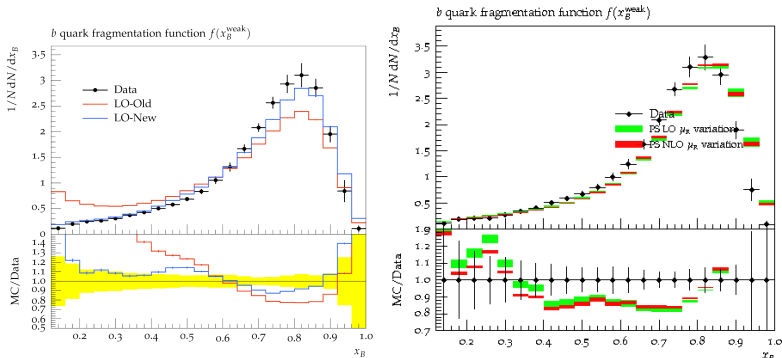 b quark fragmentation function f(x_B^weak)
1/N dN/dx_B
3.5
3
2.5
2
1.5
1
0.5
0
Data
LO-Old
LO-New
MC/Data
1.4
1.3
1.2
1.1
1.0
0.9
0.8
0.7
0.6
0.5
0.2 0.3 0.4 0.5 0.6 0.7 0.8 0.9 1.0
x_B
b quark fragmentation function f(x_B^weak)
1/N dN/dx_B
3.5
3
2.5
2
1.5
1
0.5
Data
PS LO μ_R variation
PS NLO μ_R variation
MC/Data
1.2
1.1
1.0
0.9
0.8
0.7
0.2 0.3 0.4 0.5 0.6 0.7 0.8 0.9 1.0